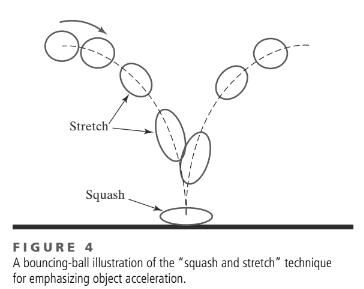 Stretch
Squash
FIGURE 4
A bouncing-ball illustration of the "squash and stretch" technique
for emphasizing object acceleration.